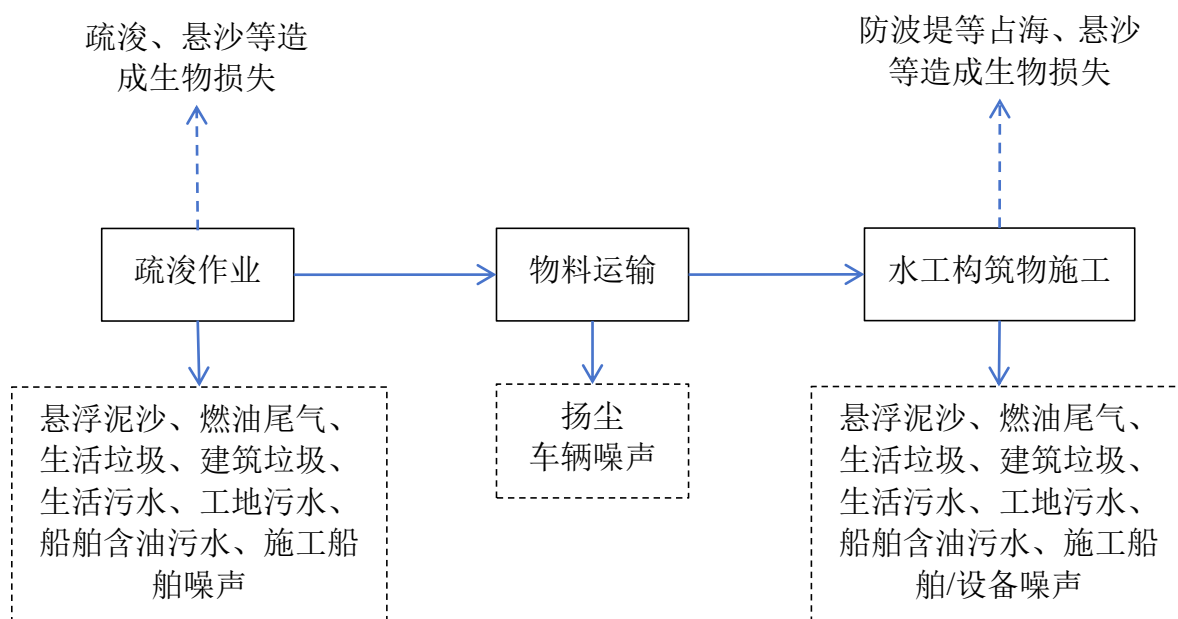 疏浚、悬沙等造
成生物损失
防波堤等占海、悬沙
等造成生物损失
疏浚作业
物料运输
水工构筑物施工
悬浮泥沙、燃油尾气、
生活垃圾、建筑垃圾、
生活污水、工地污水、
船舶含油污水、施工船
舶噪声
扬尘
车辆噪声
悬浮泥沙、燃油尾气、
生活垃圾、建筑垃圾、
生活污水、工地污水、
船舶含油污水、施工船
舶/设备噪声